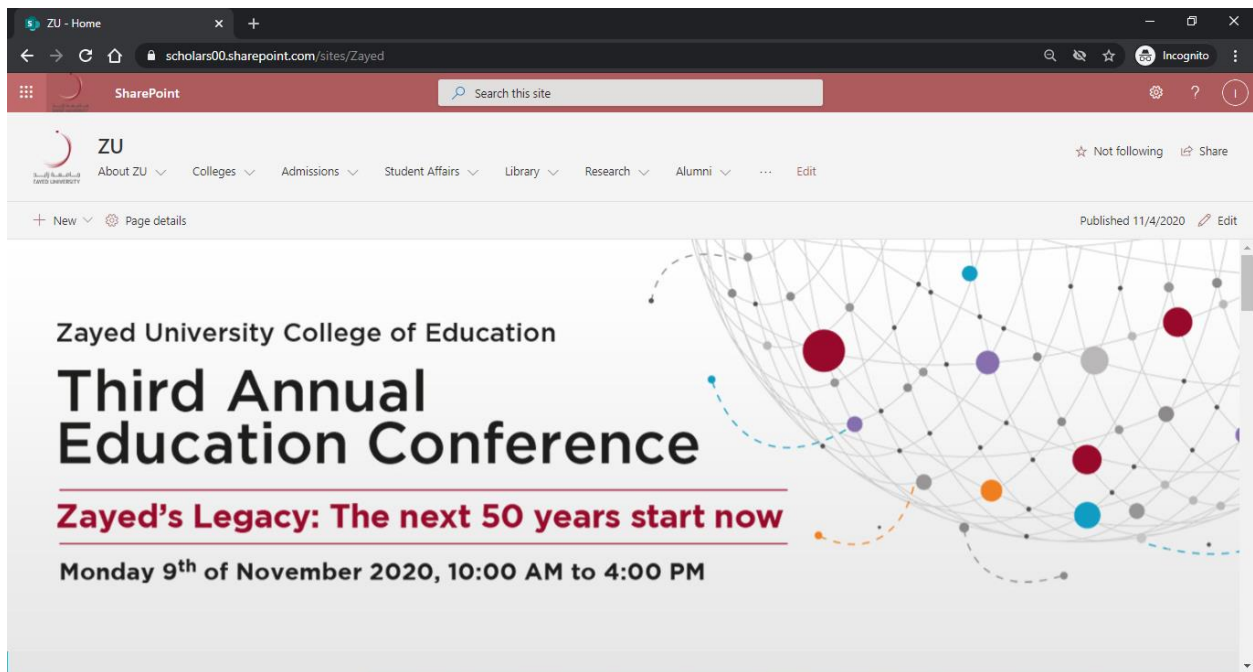 ZU - Home
scholars00.sharepoint.com/sites/Zayed
Incognito
SharePoint
Search this site
ZU
About ZU
Colleges
Admissions
Student Affairs
Library
Research
Alumni
...
Edit
Not following
Share
ZAYED UNIVERSITY
New
Page details
Published 11/4/2020
Edit
Zayed University College of Education
Third Annual
Education Conference
Zayed's Legacy: The next 50 years start now
Monday 9th of November 2020, 10:00 AM to 4:00 PM